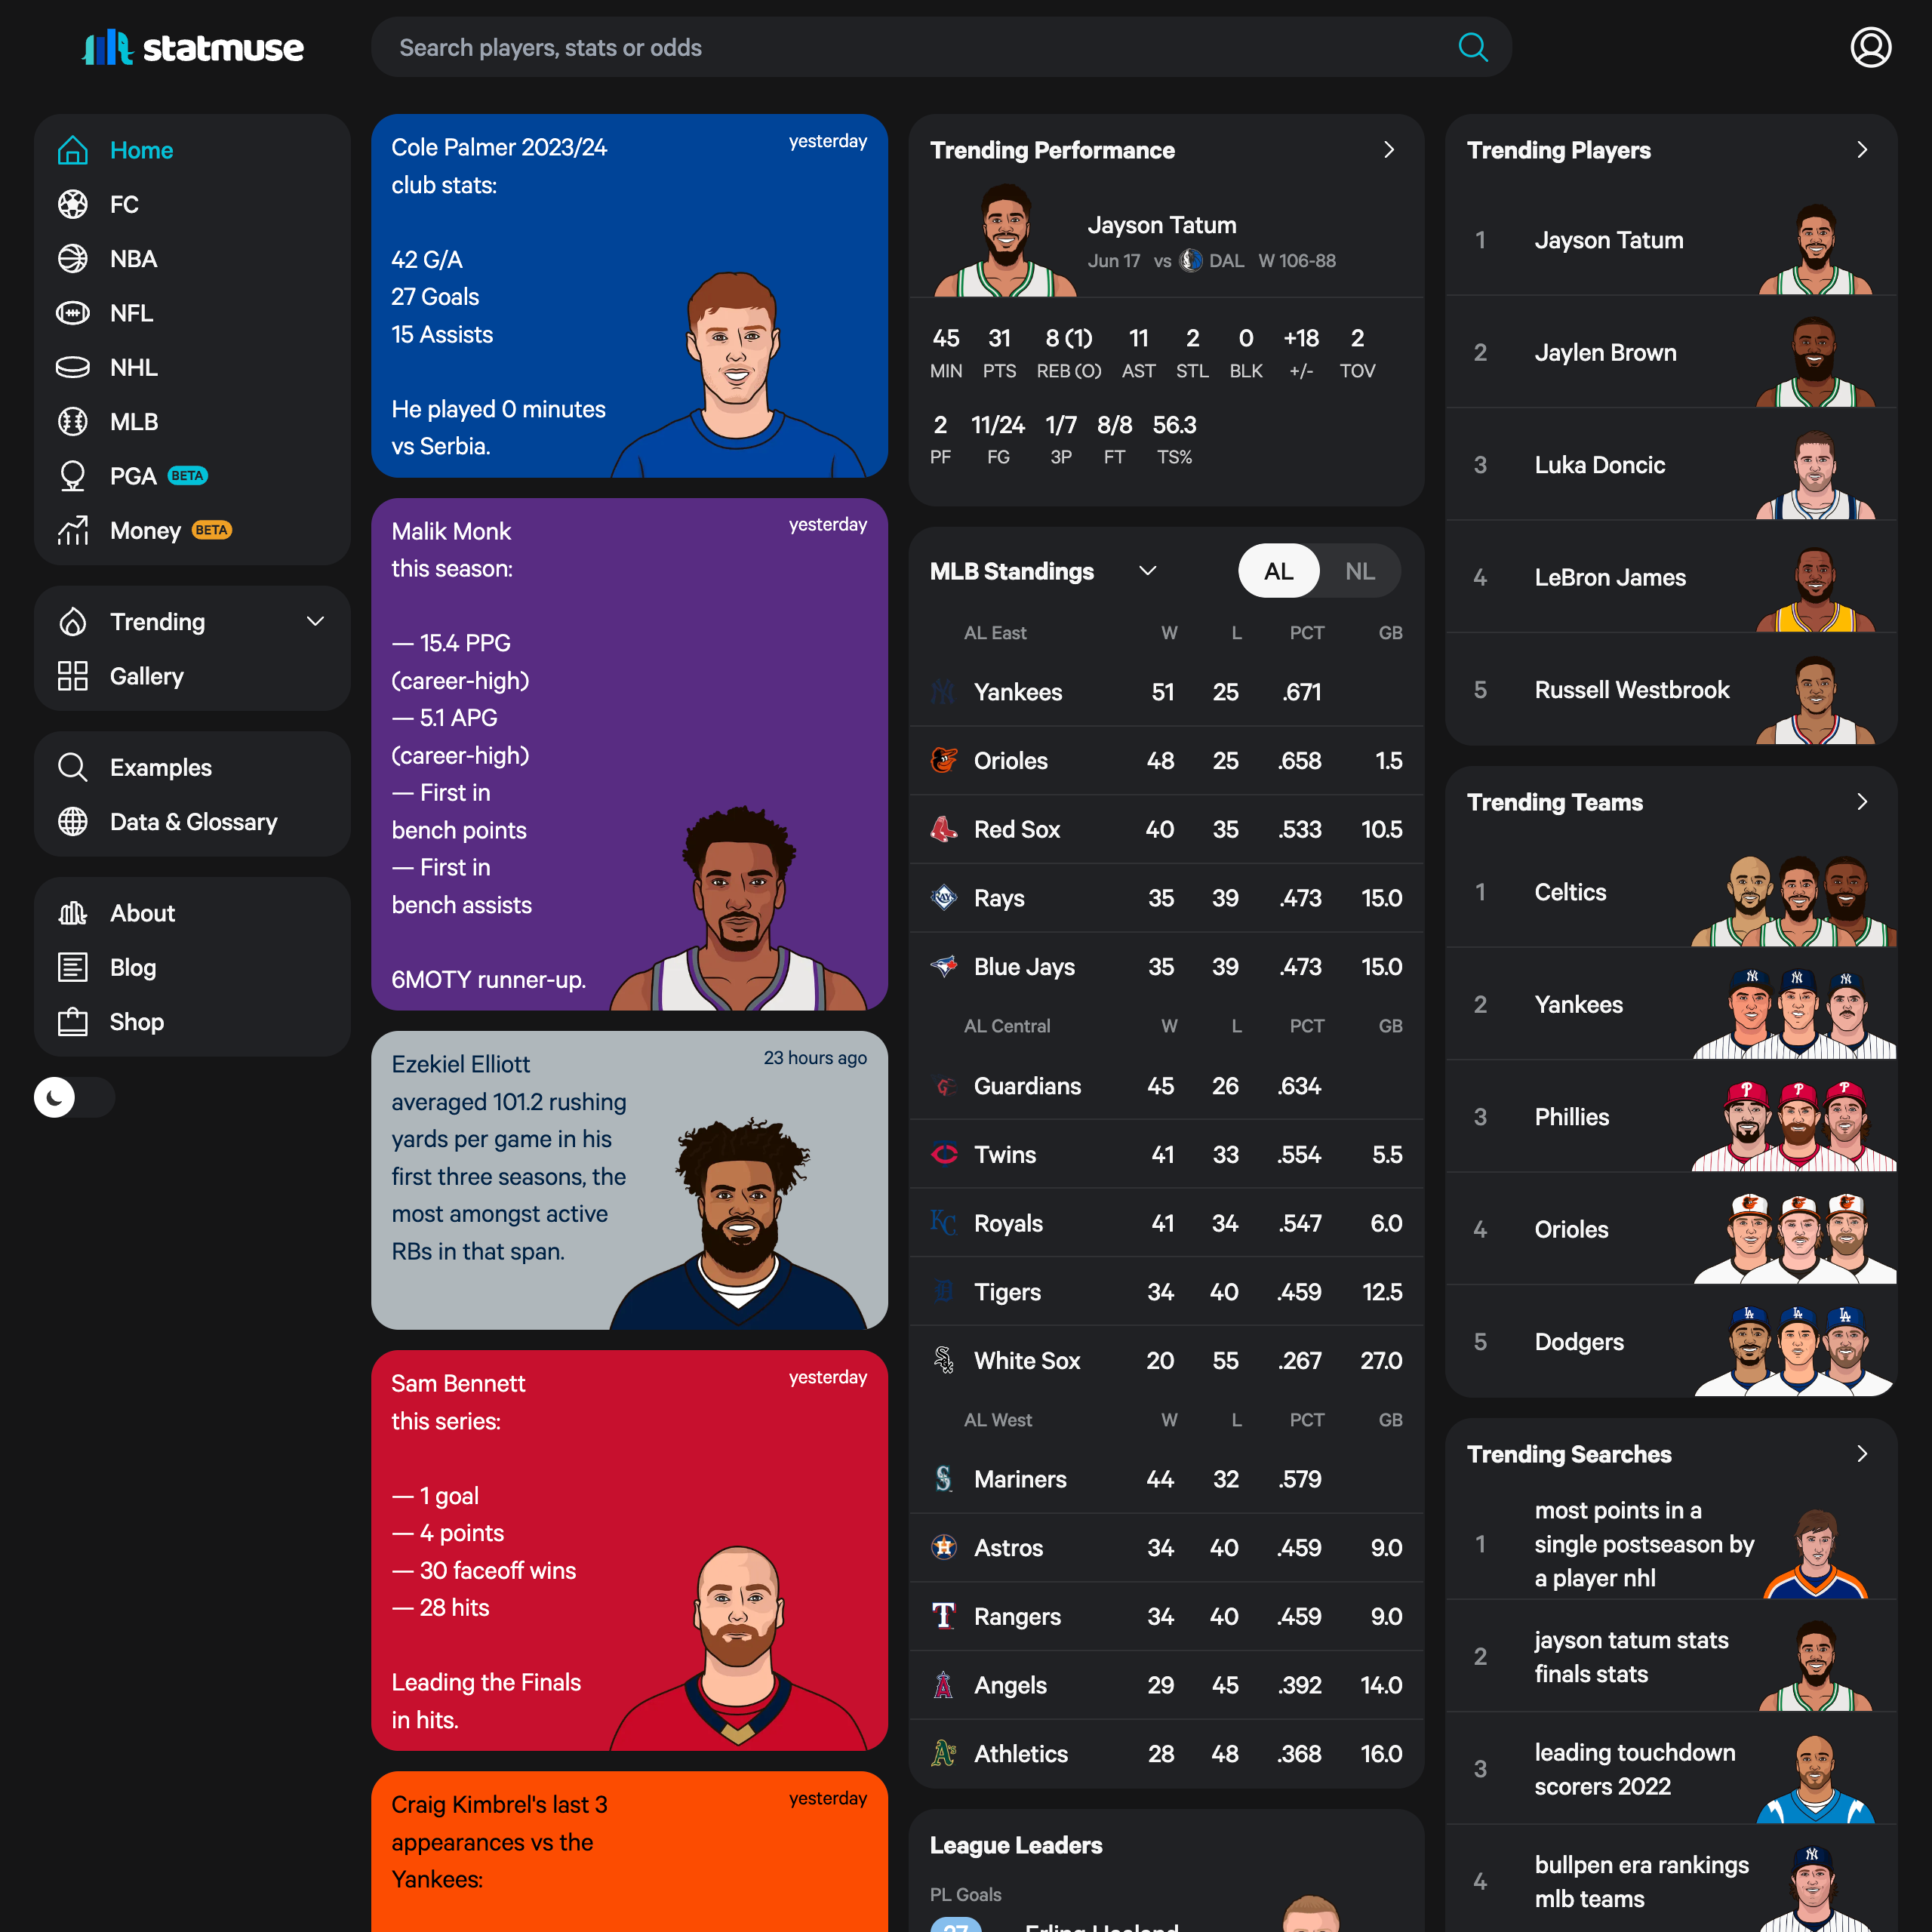 statmuse
Search players, stats or odds
Home
FC
NBA
NFL
NHL
MLB
PGA BETA
Money BETA
Trending
Gallery
Examples
Data & Glossary
About
Blog
Shop
Cole Palmer 2023/24
yesterday
club stats:
42 G/A
27 Goals
15 Assists
He played 0 minutes
vs Serbia.
Malik Monk
yesterday
this season:
— 15.4 PPG
(career-high)
— 5.1 APG
(career-high)
— First in
bench points
— First in
bench assists
6MOTY runner-up.
Ezekiel Elliott
23 hours ago
averaged 101.2 rushing
yards per game in his
first three seasons, the
most amongst active
RBs in that span.
Sam Bennett
yesterday
this series:
— 1 goal
— 4 points
— 30 faceoff wins
— 28 hits
Leading the Finals
in hits.
Craig Kimbrel's last 3
yesterday
appearances vs the
Yankees:
Trending Performance
Jayson Tatum
Jun 17 vs DAL W 106-88
45 31 8 (1) 11 2 0 +18 2
MIN PTS REB (O) AST STL BLK +/- TOV
2 11/24 1/7 8/8 56.3
PF FG 3P FT TS%
MLB Standings
AL NL
AL East W L PCT GB
Yankees 51 25 .671
Orioles 48 25 .658 1.5
Red Sox 40 35 .533 10.5
Rays 35 39 .473 15.0
Blue Jays 35 39 .473 15.0
AL Central W L PCT GB
Guardians 45 26 .634
Twins 41 33 .554 5.5
Royals 41 34 .547 6.0
Tigers 34 40 .459 12.5
White Sox 20 55 .267 27.0
AL West W L PCT GB
Mariners 44 32 .579
Astros 34 40 .459 9.0
Rangers 34 40 .459 9.0
Angels 29 45 .392 14.0
Athletics 28 48 .368 16.0
League Leaders
PL Goals
27 Erling Haaland
Trending Players
1 Jayson Tatum
2 Jaylen Brown
3 Luka Doncic
4 LeBron James
5 Russell Westbrook
Trending Teams
1 Celtics
2 Yankees
3 Phillies
4 Orioles
5 Dodgers
Trending Searches
1 most points in a
single postseason by
a player nhl
2 jayson tatum stats
finals stats
3 leading touchdown
scorers 2022
4 bullpen era rankings
mlb teams